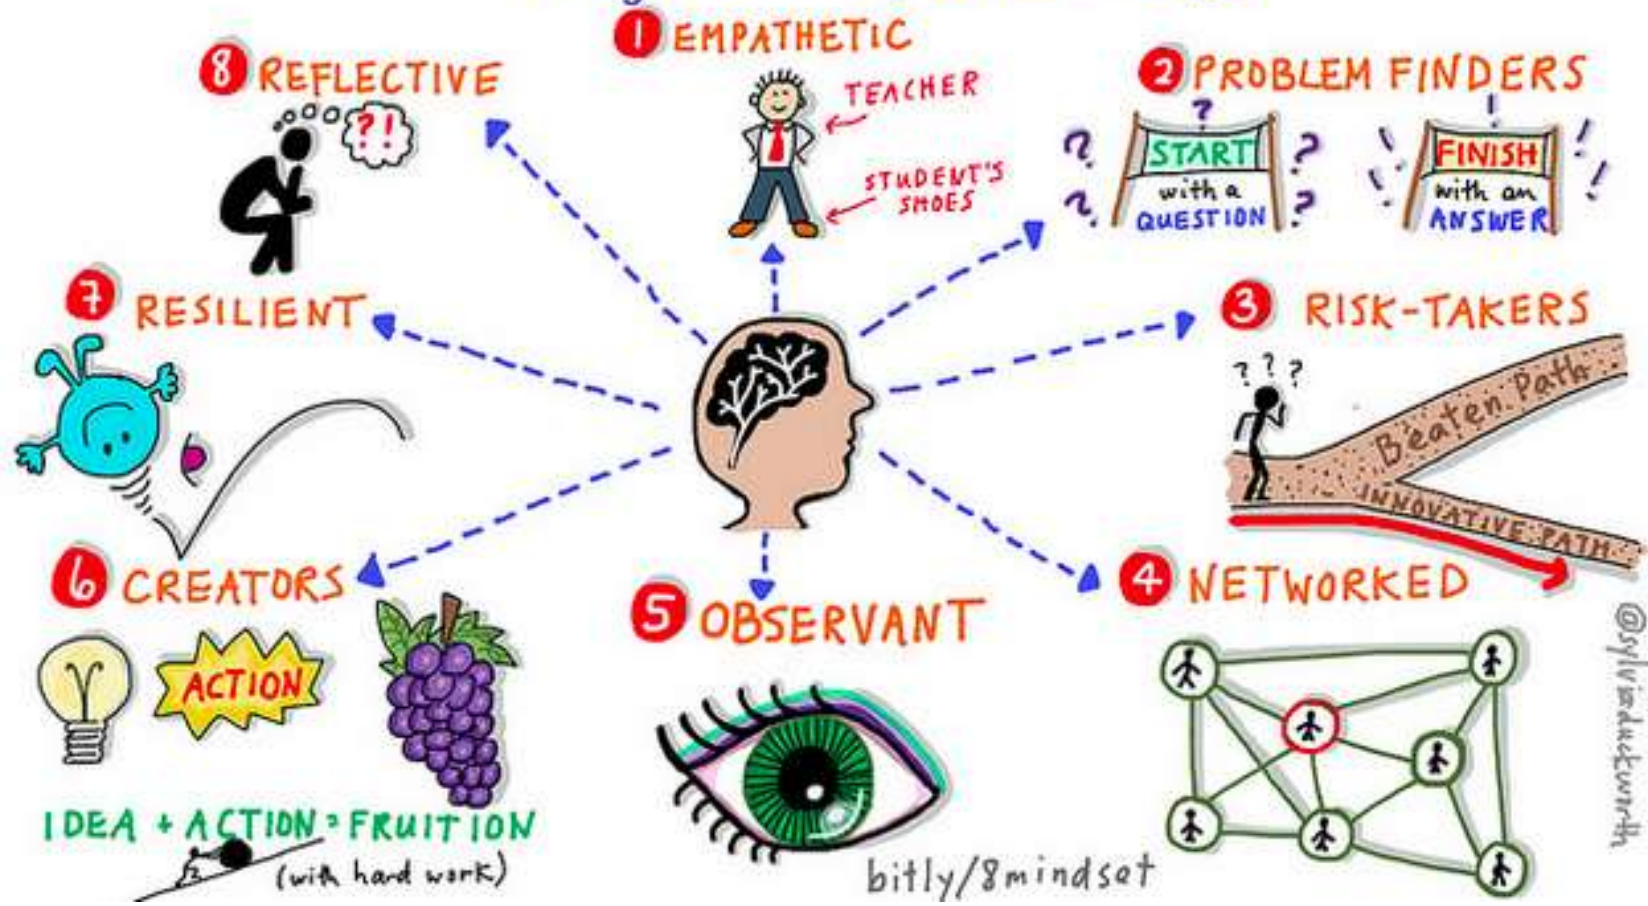 1 EMPATHETIC
TEACHER
STUDENT'S
SHOES
2 PROBLEM FINDERS
? ? ? ? ?
START
with a
QUESTION
! ! ! ! ! !
FINISH
with an
ANSWER
3 RISK-TAKERS
? ? ?
Beaten Path
INNOVATIVE PATH
4 NETWORKED
5 OBSERVANT
6 CREATORS
ACTION
IDEA + ACTION = FRUITION
(with hard work)
7 RESILIENT
8 REFLECTIVE
?!
bitly/8mindset
@sylviaduckworth